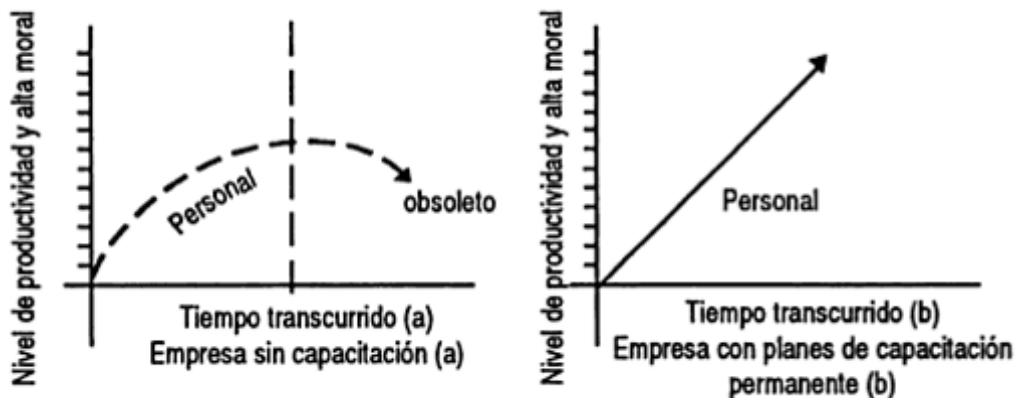 Nivel de productividad y alta moral
Personal
obsoleto
Tiempo transcurrido (a)
Empresa sin capacitación (a)
Nivel de productividad y alta moral
Personal
Tiempo transcurrido (b)
Empresa con planes de capacitación
permanente (b)